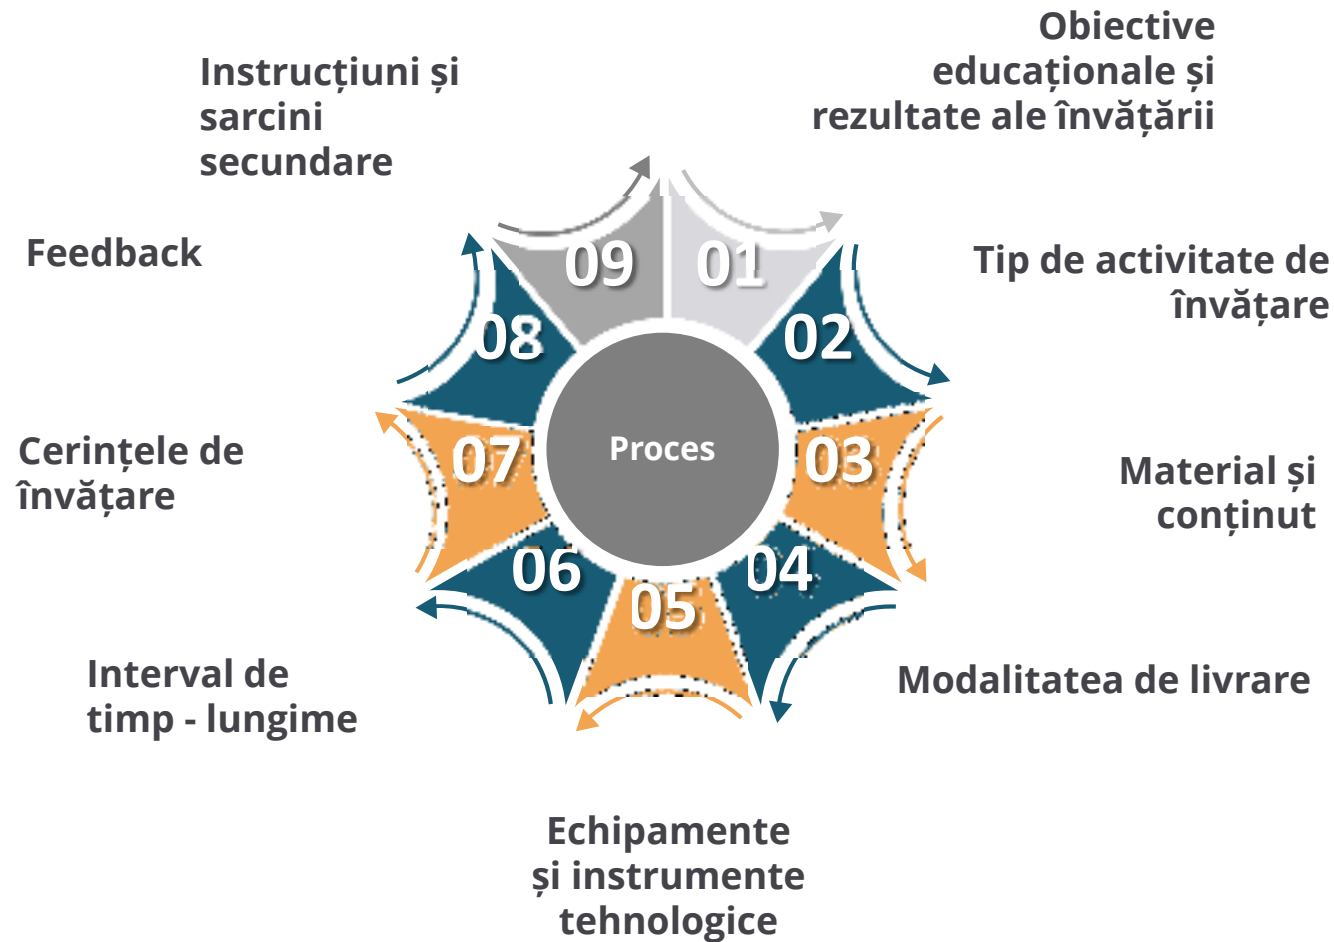 Obiective
educaționale și
rezultate ale învățării
Instrucțiuni și
sarcini
secundare
Feedback
Tip de activitate de
învățare
09
01
08
02
Cerințele de
învățare
07
Proces
03
Material și
conținut
06
04
05
Interval de
timp - lungime
Modalitatea de livrare
Echipamente
și instrumente
tehnologice